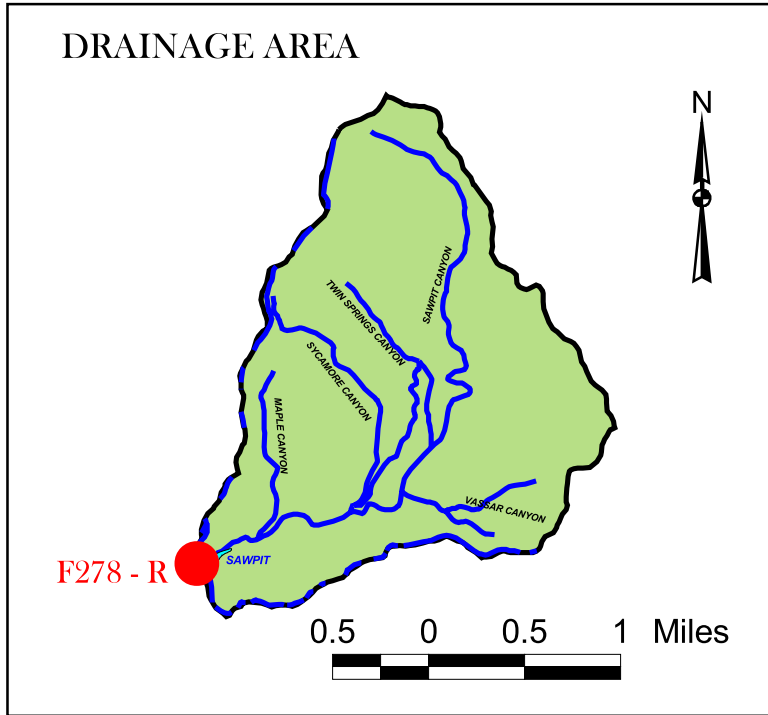 DRAINAGE AREA
N
SAWPIT CANYON
TWIN SPRINGS CANYON
SYCAMORE CANYON
MAPLE CANYON
VASSAR CANYON
SAWPIT
F278 - R
0.5 0 0.5 1 Miles